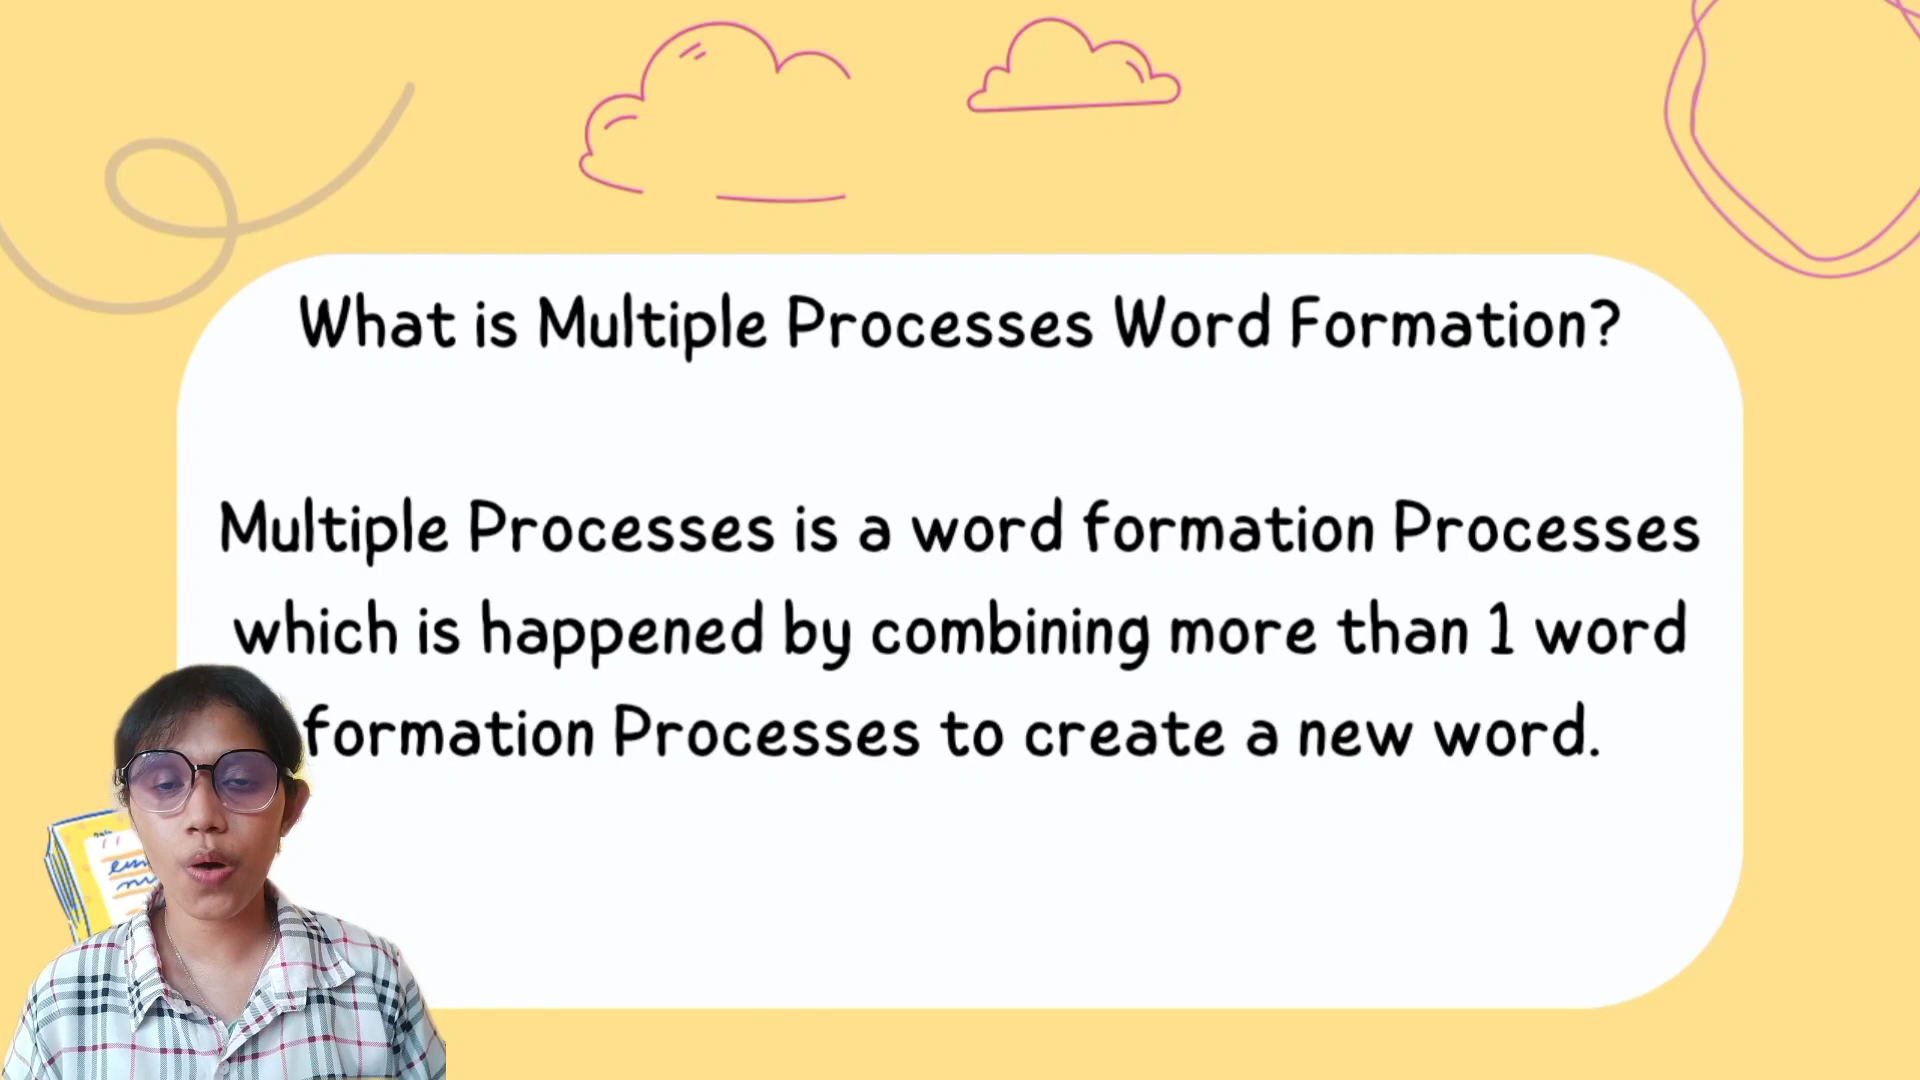 What is Multiple Processes Word Formation?
Multiple Processes is a word formation Processes
which is happened by combining more than 1 word
formation Processes to create a new word.